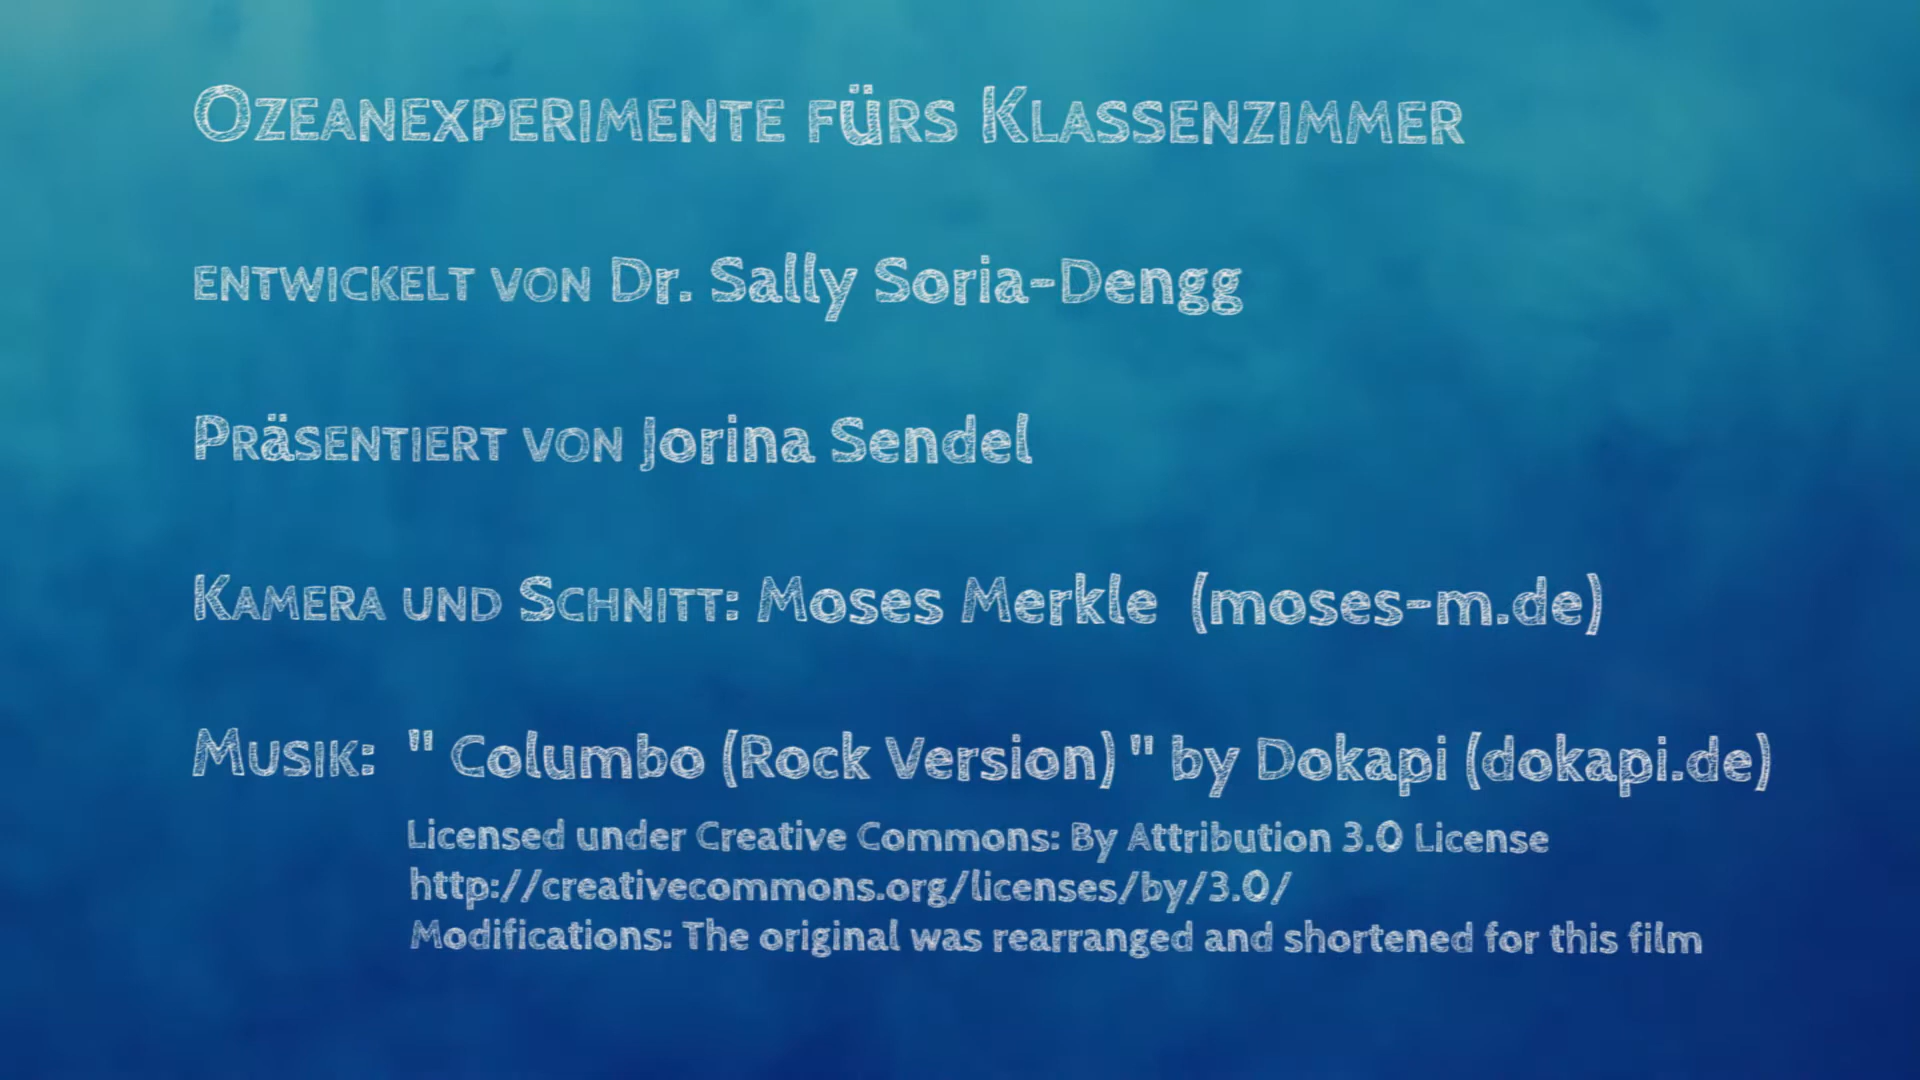 Ozeanexperimente fürs Klassenzimmer
entwickelt von Dr. Sally Soria-Dengg
Präsentiert von Jorina Sendel
Kamera und Schnitt: Moses Merkle (moses-m.de)
Musik: " Columbo (Rock Version) " by Dokapi (dokapi.de)
Licensed under Creative Commons: By Attribution 3.0 License
http://creativecommons.org/licenses/by/3.0/
Modifications: The original was rearranged and shortened for this film